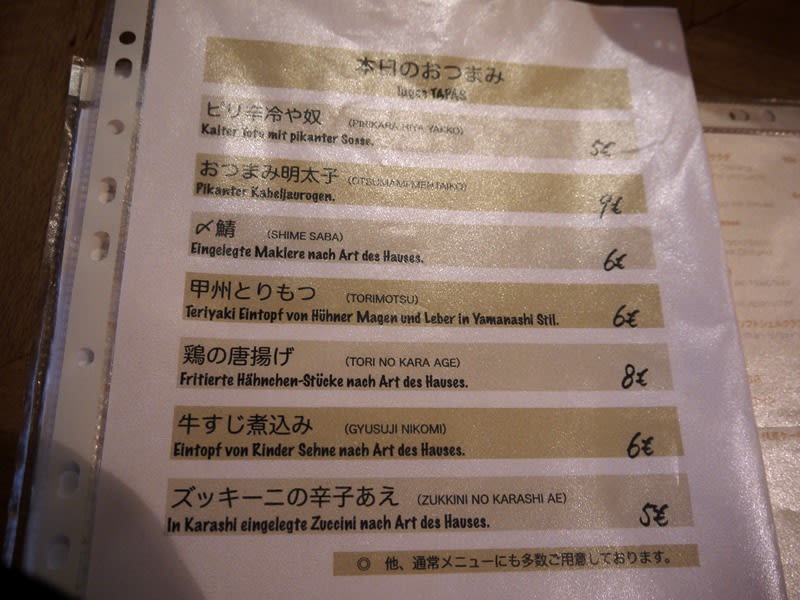 本日のおつまみ
Tages TAPAS
ピリ辛冷や奴 (PIRIKARA HIYA YAKKO)
Kalter Tofu mit pikanter Sosse. 5€
おつまみ明太子 (OTSUMAMI MENTAIKO)
Pikanter Kabeljaurogen. 9€
〆鯖 (SHIME SABA)
Eingelegte Maklere nach Art des Hauses. 6€
甲州とりもつ (TORIMOTSU)
Teriyaki Eintopf von Hühner Magen und Leber in Yamanashi Stil. 6€
鶏の唐揚げ (TORI NO KARA AGE)
Fritierte Hähnchen-Stücke nach Art des Hauses. 8€
牛すじ煮込み (GYUSUJI NIKOMI)
Eintopf von Rinder Sehne nach Art des Hauses. 6€
ズッキーニの辛子あえ (ZUKKINI NO KARASHI AE)
In Karashi eingelegte Zuccini nach Art des Hauses. 5€
◎ 他、通常メニューにも多数ご用意しております。